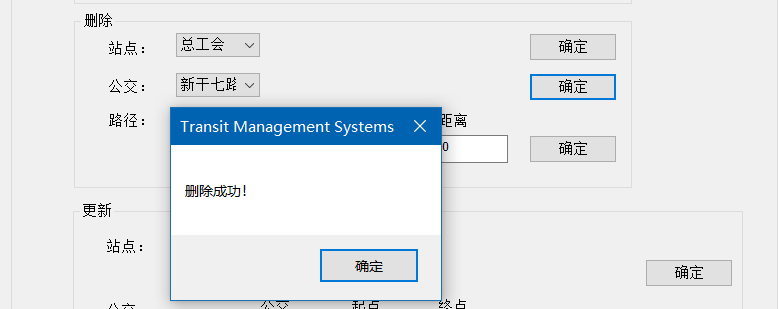 删除
站点： 总工会 确定
公交： 新干七路 确定
路径： 距离
0 确定
Transit Management Systems
删除成功!
确定
更新
站点：
确定
公交 公交 起点 终点